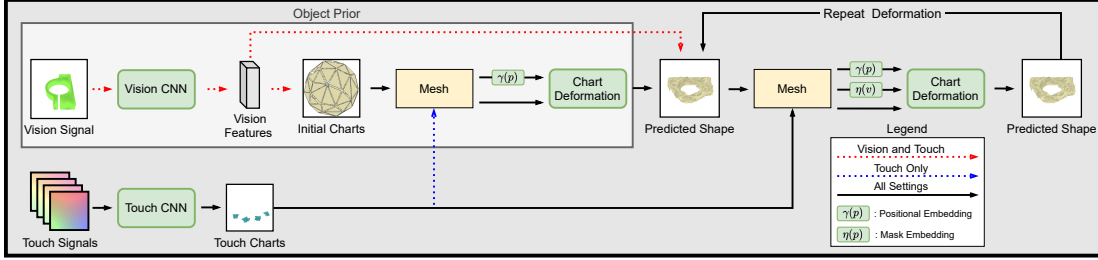 Object Prior
Repeat Deformation
Vision CNN
Vision Signal
Vision
Features
Initial Charts
Mesh
γ(p)
Chart
Deformation
Predicted Shape
Mesh
γ(p)
η(v)
Chart
Deformation
Predicted Shape
Touch CNN
Touch Signals
Touch Charts
Legend
Vision and Touch
Touch Only
All Settings
γ(p) : Positional Embedding
η(p) : Mask Embedding